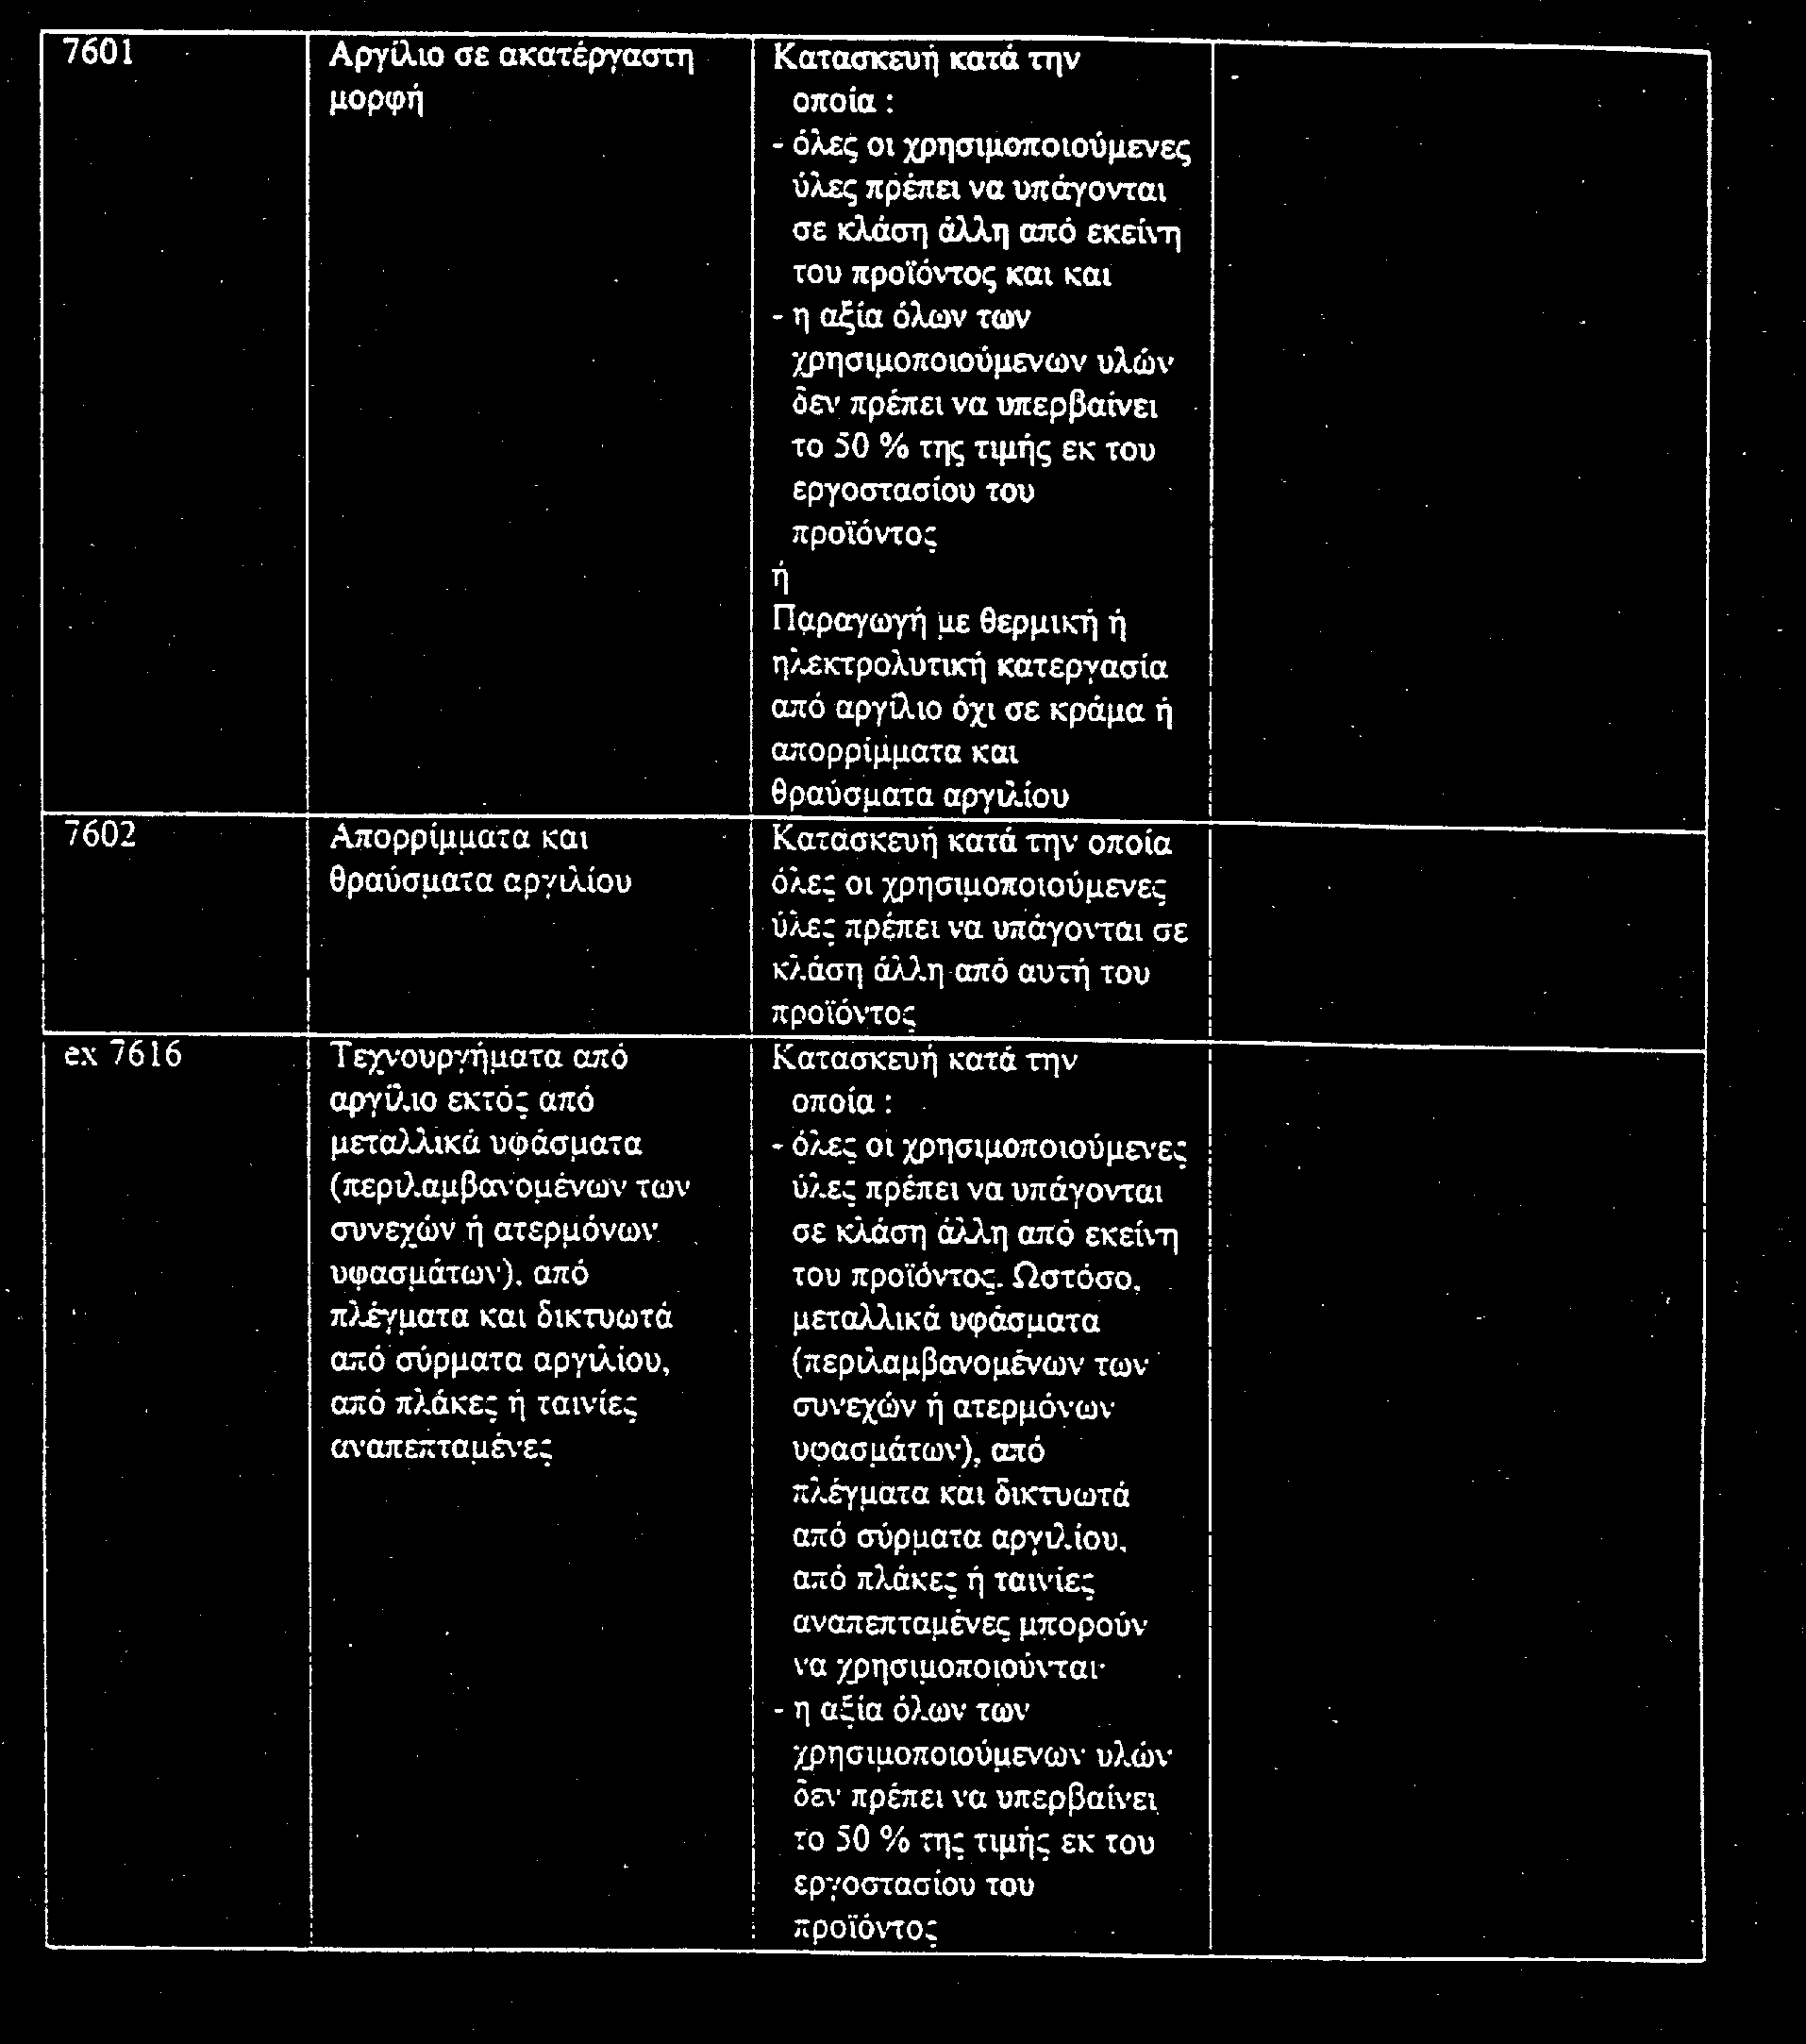 7601
Αργίλιο σε ακατέργαστη
μορφή
Κατασκευή κατά την
οποία :
- όλες οι χρησιμοποιούμενες
ύλες πρέπει να υπάγονται
σε κλάση άλλη από εκείνη
του προϊόντος και και
- η αξία όλων των
χρησιμοποιούμενων υλών
δεν πρέπει να υπερβαίνει
το 50 % της τιμής εκ του
εργοστασίου του
προϊόντος
ή
Παραγωγή με θερμική ή
ηλεκτρολυτική κατεργασία
από αργίλιο όχι σε κράμα ή
απορρίμματα και
θραύσματα αργιλίου
7602
Απορρίμματα και
θραύσματα αργιλίου
Κατασκευή κατά την οποία
όλες οι χρησιμοποιούμενες
ύλες πρέπει να υπάγονται σε
κλάση άλλη από αυτή του
προϊόντος
ex 7616
Τεχνουργήματα από
αργίλιο εκτός από
μεταλλικά υφάσματα
(περιλαμβανομένων των
συνεχών ή ατερμόνων
υφασμάτων), από
πλέγματα και δικτυωτά
από σύρματα αργιλίου,
από πλάκες ή ταινίες
αναπεπταμένες
Κατασκευή κατά την
οποία :
- όλες οι χρησιμοποιούμενες
ύλες πρέπει να υπάγονται
σε κλάση άλλη από εκείνη
του προϊόντος. Ωστόσο,
μεταλλικά υφάσματα
(περιλαμβανομένων των
συνεχών ή ατερμόνων
υφασμάτων), από
πλέγματα και δικτυωτά
από σύρματα αργιλίου,
από πλάκες ή ταινίες
αναπεπταμένες μπορούν
να χρησιμοποιούνται·
- η αξία όλων των
χρησιμοποιούμενων υλών
δεν πρέπει να υπερβαίνει
το 50 % της τιμής εκ του
εργοστασίου του
προϊόντος